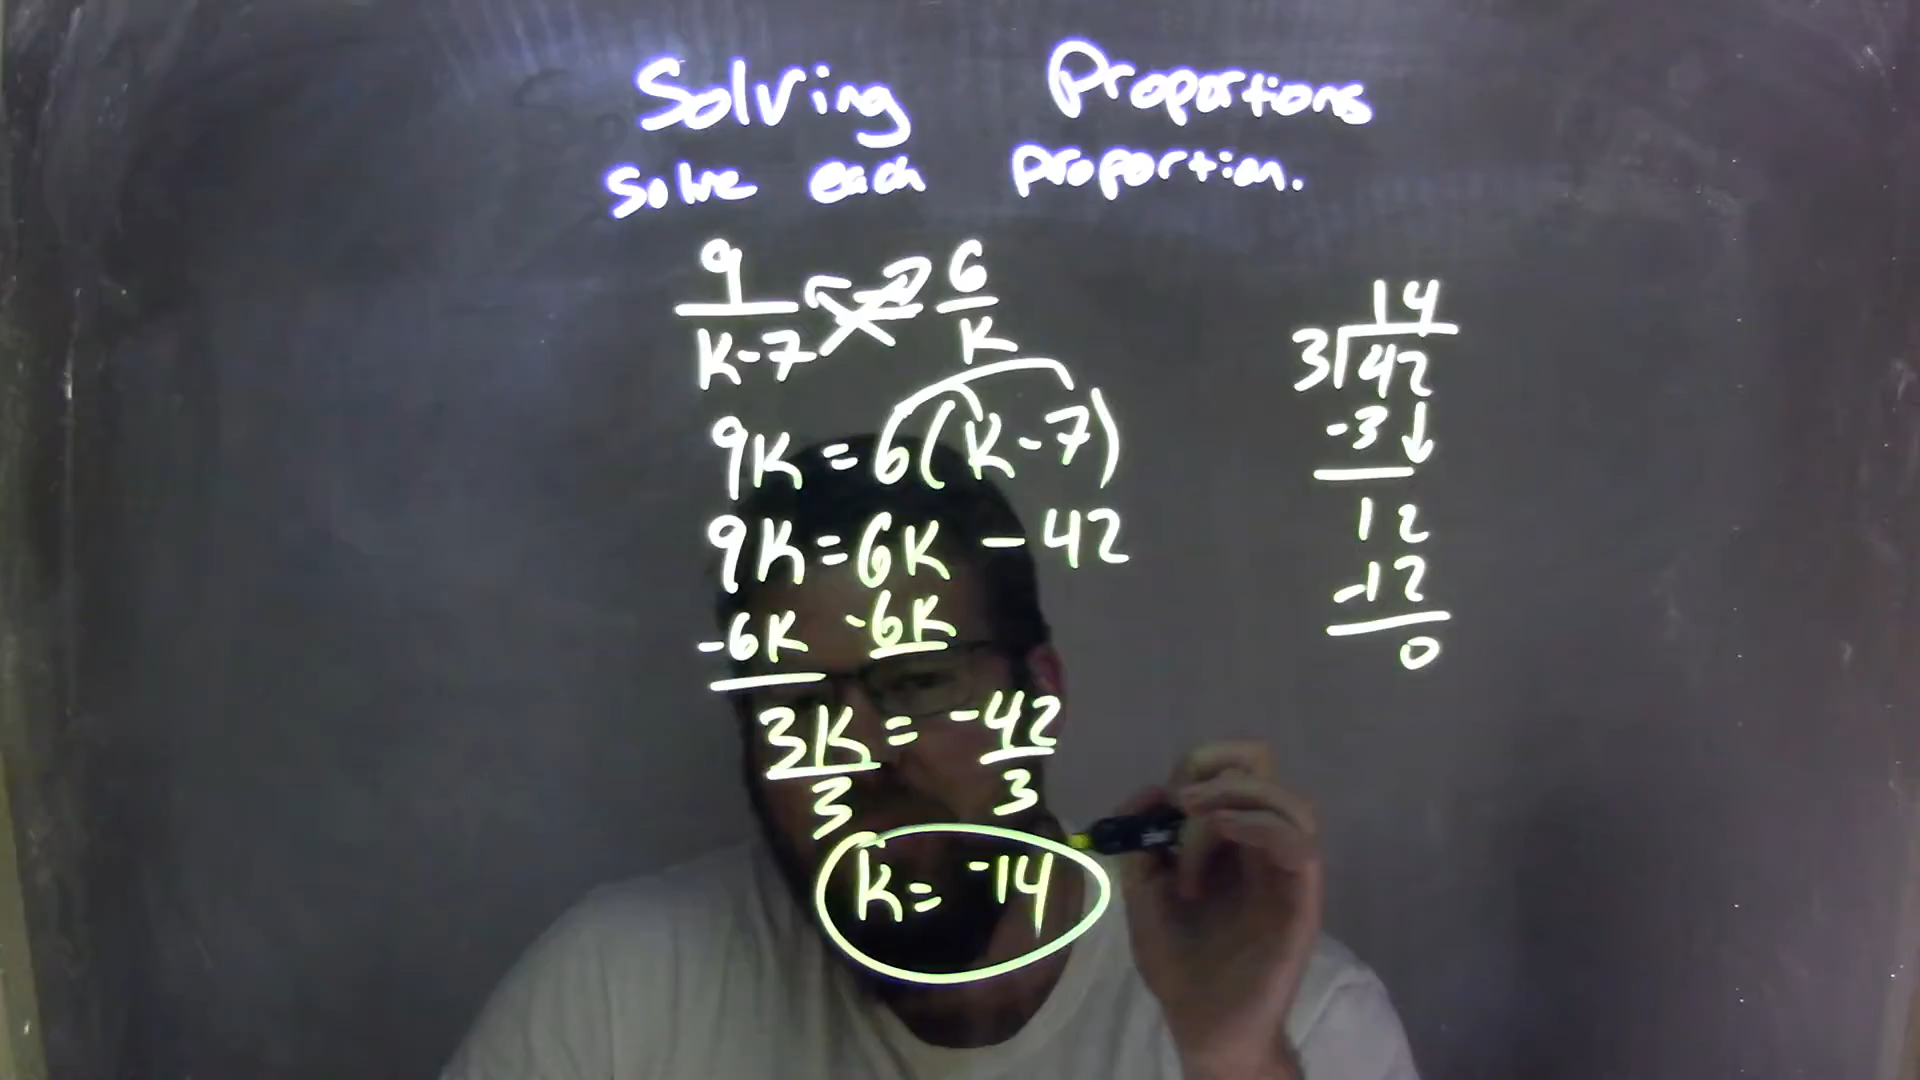 Solving Proportions
Solve each proportion.
9/(K-7) = 6/K
9K=6(K-7)
9K=6K -42
-6K -6K
3K = -42
3 3
K= -14
14
3√42
-3↓
12
-12
0